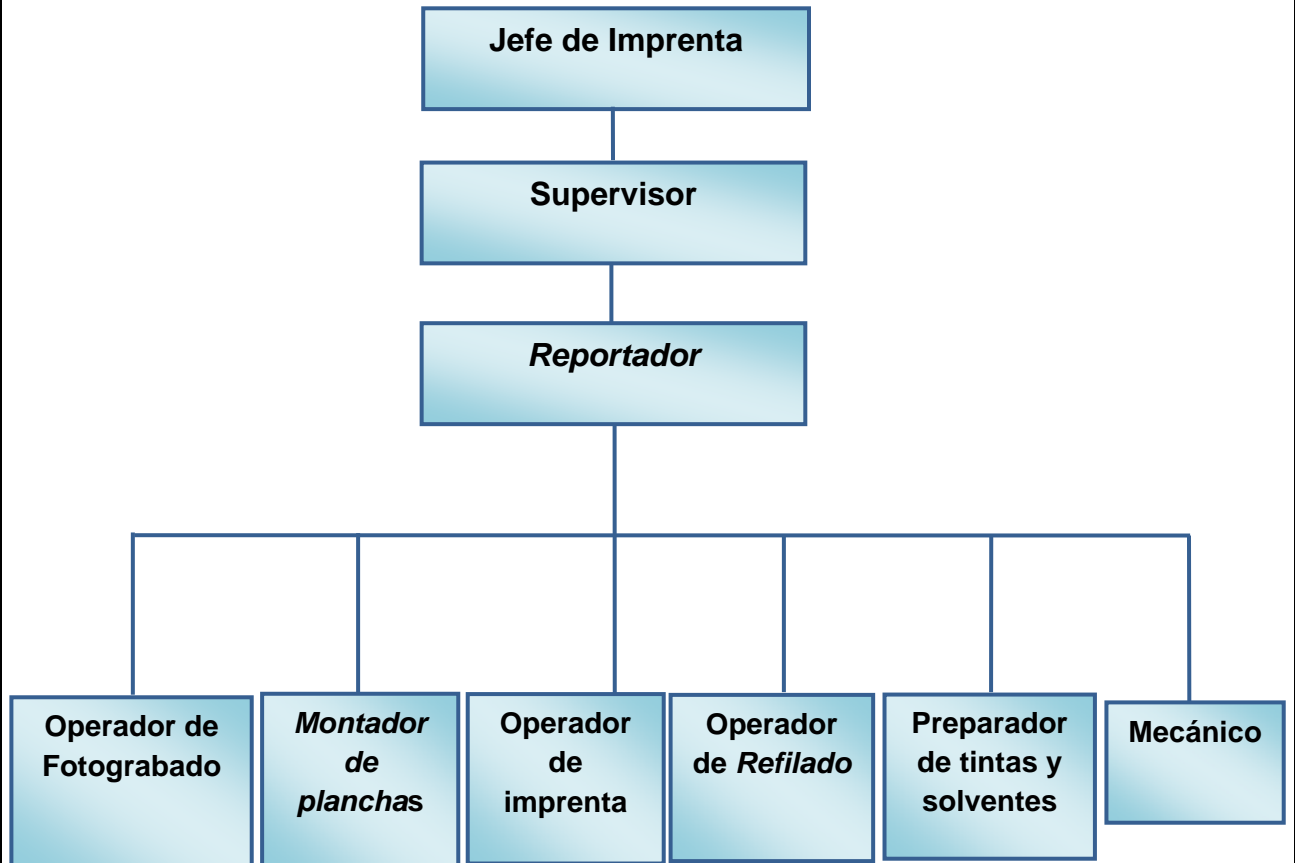 Jefe de Imprenta
Supervisor
Reportador
Operador de
Fotograbado
Montador
de
planchas
Operador
de
imprenta
Operador
de Refilado
Preparador
de tintas y
solventes
Mecánico